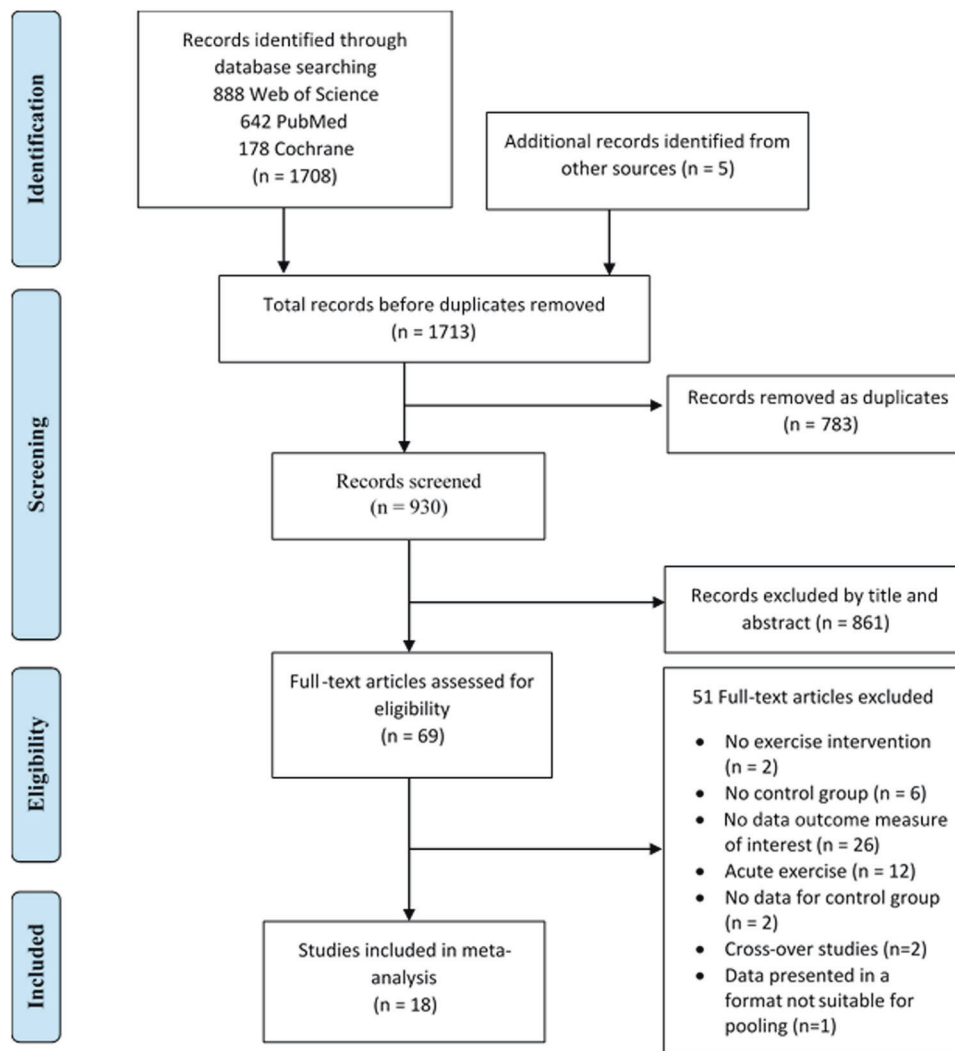 Identification
Records identified through
database searching
888 Web of Science
642 PubMed
178 Cochrane
(n = 1708)
Additional records identified from
other sources (n = 5)
Screening
Total records before duplicates removed
(n = 1713)
Records removed as duplicates
(n = 783)
Records screened
(n = 930)
Records excluded by title and
abstract (n = 861)
Eligibility
Full-text articles assessed for
eligibility
(n = 69)
51 Full-text articles excluded
• No exercise intervention
(n = 2)
• No control group (n = 6)
• No data outcome measure
of interest (n = 26)
• Acute exercise (n = 12)
• No data for control group
(n = 2)
• Cross-over studies (n=2)
• Data presented in a
format not suitable for
pooling (n=1)
Included
Studies included in meta-
analysis
(n = 18)